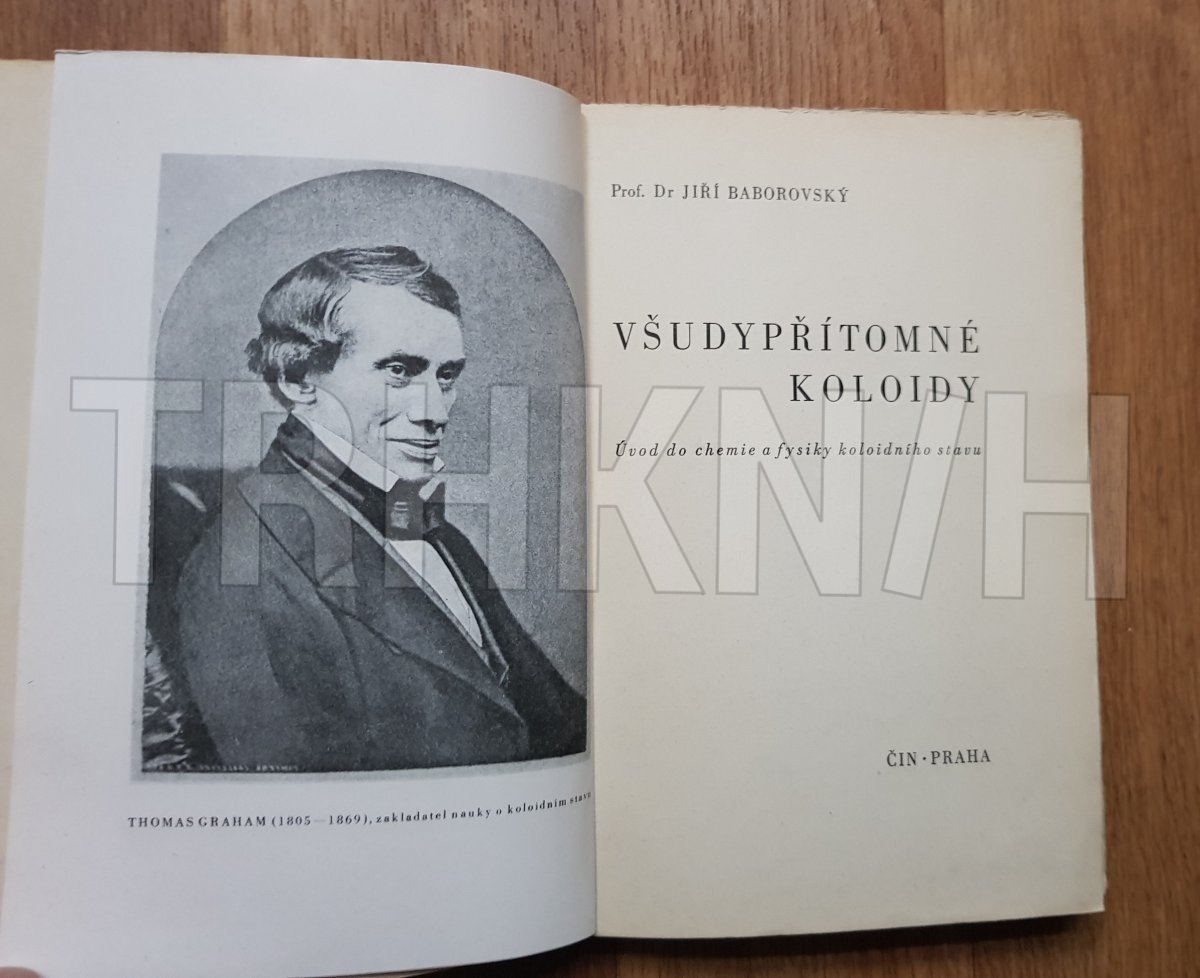 THOMAS GRAHAM (1805—1869), zakladatel nauky o koloidním stavu
Prof. Dr JIŘÍ BABOROVSKÝ
VŠUDYPŘÍTOMNÉ
KOLOIDY
Úvod do chemie a fysiky koloidního stavu
ČIN • PRAHA
TRHKN/H